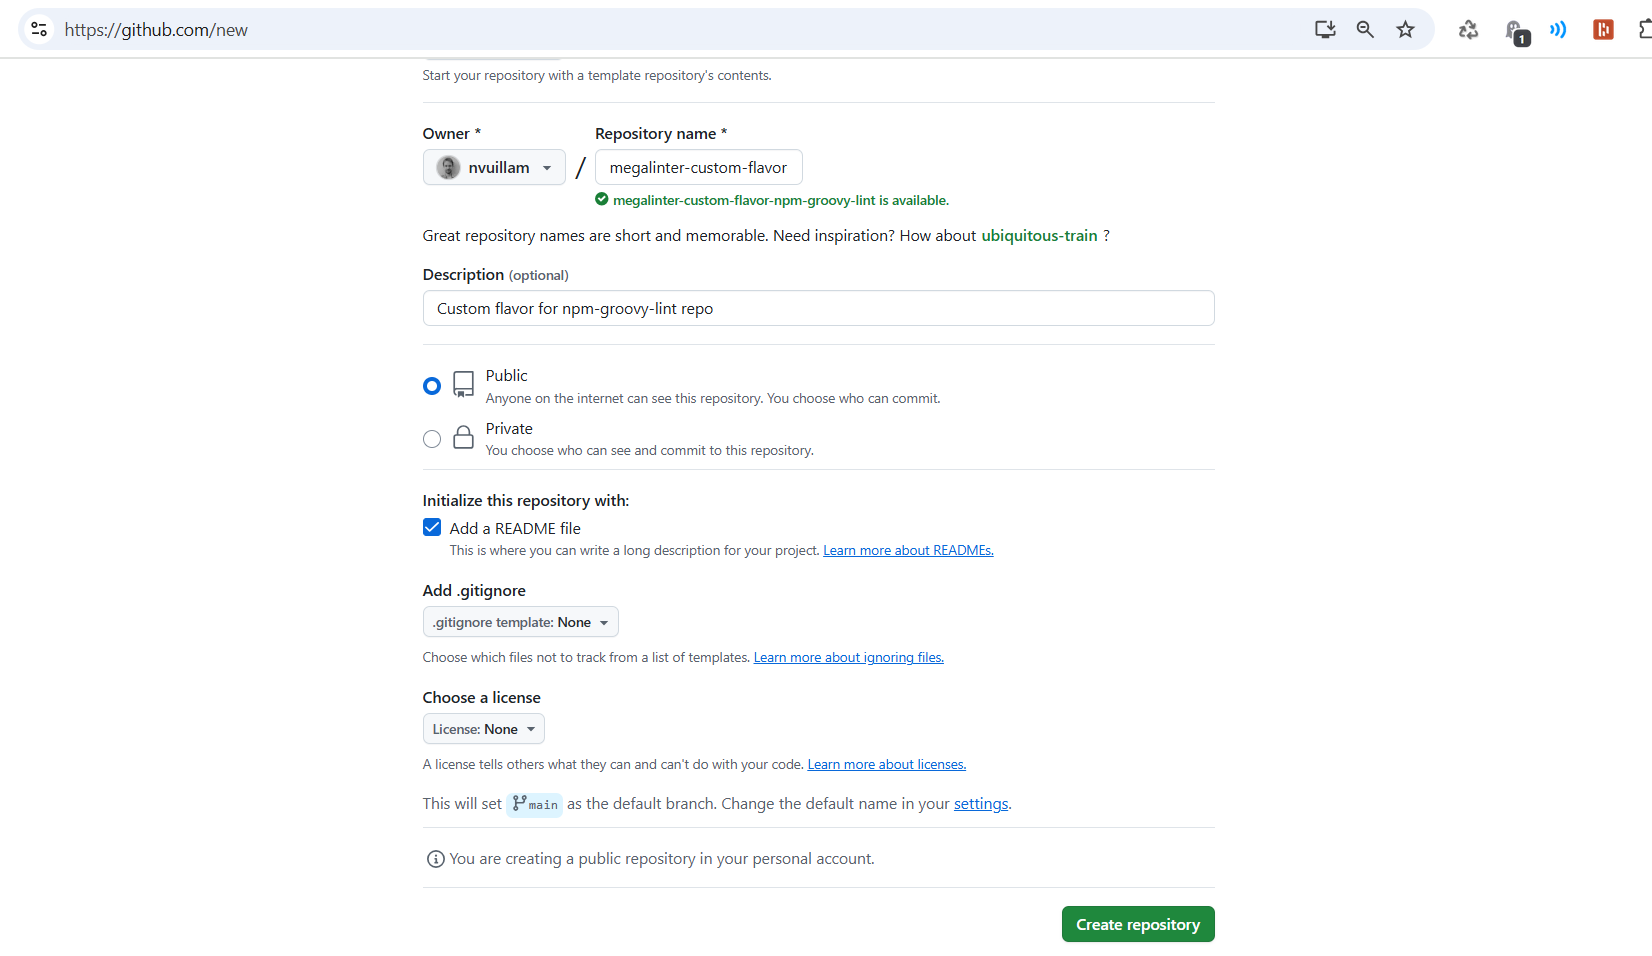 https://github.com/new
1
Start your repository with a template repository's contents.
Owner *
Repository name *
nvuillam
/
megalinter-custom-flavor
megalinter-custom-flavor-npm-groovy-lint is available.
Great repository names are short and memorable. Need inspiration? How about ubiquitous-train ?
Description (optional)
Custom flavor for npm-groovy-lint repo
Public
Anyone on the internet can see this repository. You choose who can commit.
Private
You choose who can see and commit to this repository.
Initialize this repository with:
Add a README file
This is where you can write a long description for your project. Learn more about READMEs.
Add .gitignore
.gitignore template: None
Choose which files not to track from a list of templates. Learn more about ignoring files.
Choose a license
License: None
A license tells others what they can and can't do with your code. Learn more about licenses.
This will set main as the default branch. Change the default name in your settings.
You are creating a public repository in your personal account.
Create repository